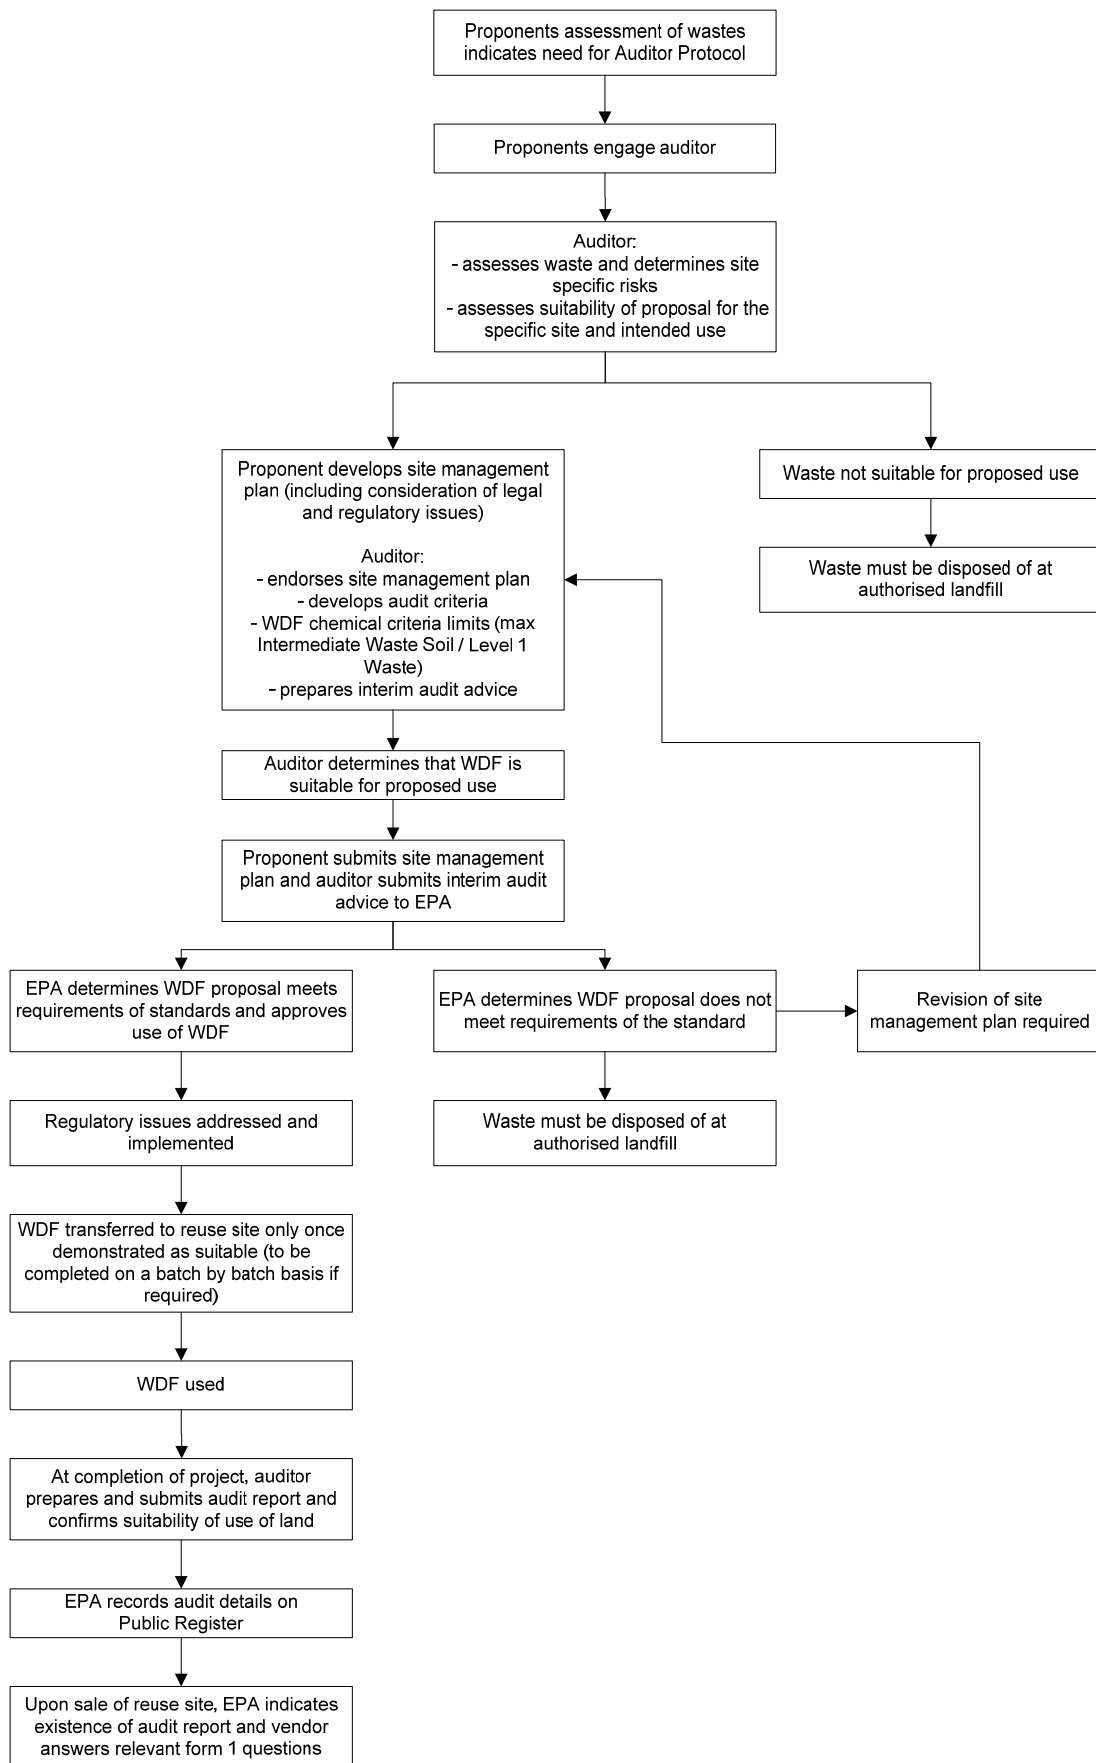 Proponents assessment of wastes
indicates need for Auditor Protocol
Proponents engage auditor
Auditor:
- assesses waste and determines site
specific risks
- assesses suitability of proposal for the
specific site and intended use
Proponent develops site management
plan (including consideration of legal
and regulatory issues)
Auditor:
- endorses site management plan
- develops audit criteria
- WDF chemical criteria limits (max
Intermediate Waste Soil / Level 1
Waste)
- prepares interim audit advice
Waste not suitable for proposed use
Waste must be disposed of at
authorised landfill
Auditor determines that WDF is
suitable for proposed use
Proponent submits site management
plan and auditor submits interim audit
advice to EPA
EPA determines WDF proposal meets
requirements of standards and approves
use of WDF
EPA determines WDF proposal does not
meet requirements of the standard
Revision of site
management plan required
Regulatory issues addressed and
implemented
Waste must be disposed of at
authorised landfill
WDF transferred to reuse site only once
demonstrated as suitable (to be
completed on a batch by batch basis if
required)
WDF used
At completion of project, auditor
prepares and submits audit report and
confirms suitability of use of land
EPA records audit details on
Public Register
Upon sale of reuse site, EPA indicates
existence of audit report and vendor
answers relevant form 1 questions